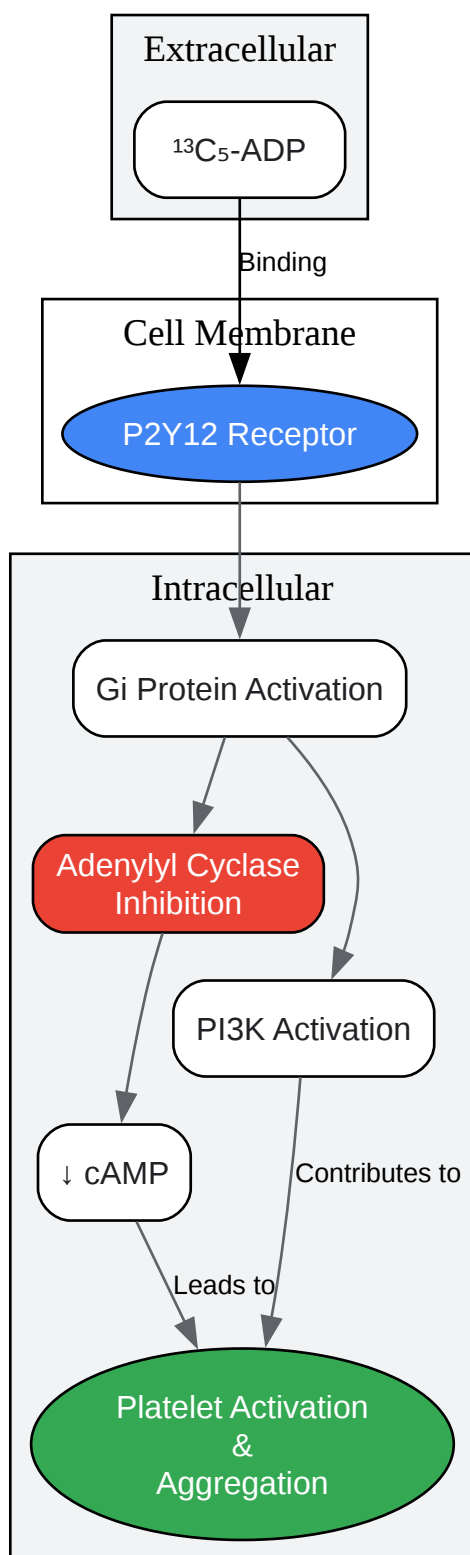 Extracellular
¹³C₅-ADP
Binding
Cell Membrane
P2Y12 Receptor
Intracellular
Gi Protein Activation
Adenylyl Cyclase
Inhibition
PI3K Activation
↓ cAMP
Contributes to
Leads to
Platelet Activation
&
Aggregation